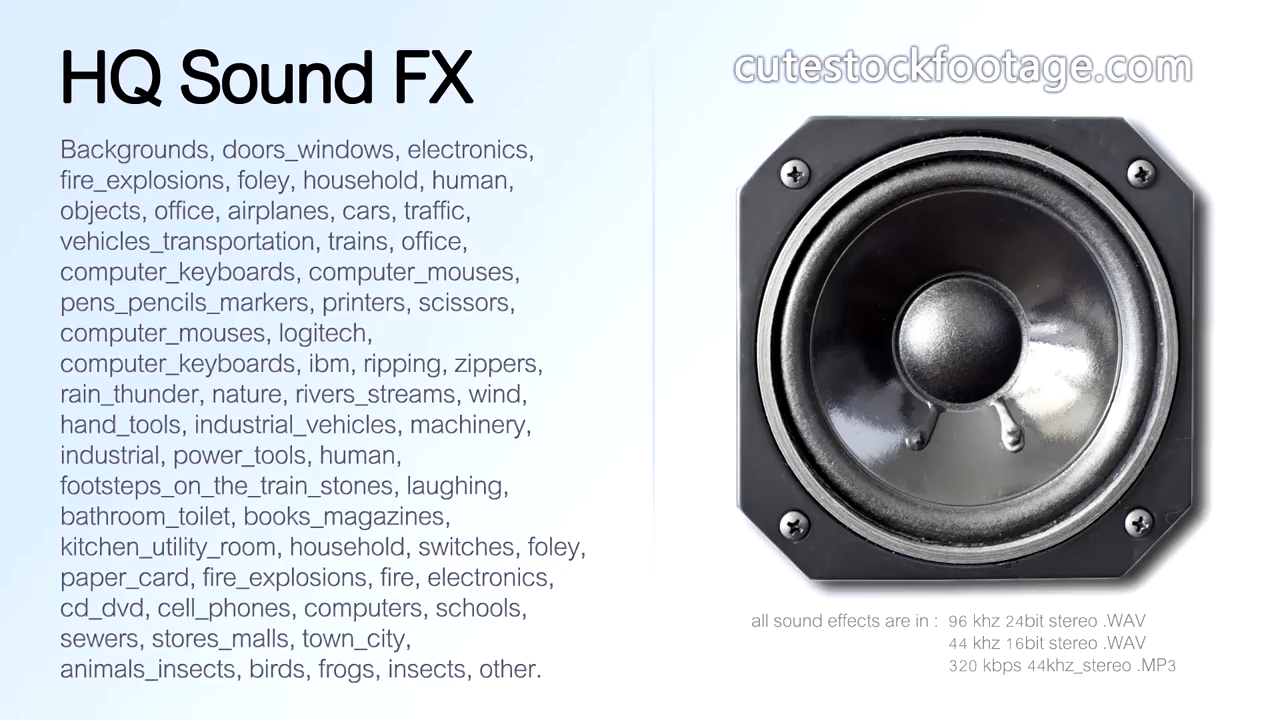 HQ Sound FX
Backgrounds, doors_windows, electronics,
fire_explosions, foley, household, human,
objects, office, airplanes, cars, traffic,
vehicles_transportation, trains, office,
computer_keyboards, computer_mouses,
pens_pencils_markers, printers, scissors,
computer_mouses, logitech,
computer_keyboards, ibm, ripping, zippers,
rain_thunder, nature, rivers_streams, wind,
hand_tools, industrial_vehicles, machinery,
industrial, power_tools, human,
footsteps_on_the_train_stones, laughing,
bathroom_toilet, books_magazines,
kitchen_utility_room, household, switches, foley,
paper_card, fire_explosions, fire, electronics,
cd_dvd, cell_phones, computers, schools,
sewers, stores_malls, town_city,
animals_insects, birds, frogs, insects, other.
cutestockfootage.com
all sound effects are in : 96 khz 24bit stereo .WAV
44 khz 16bit stereo .WAV
320 kbps 44khz_stereo .MP3